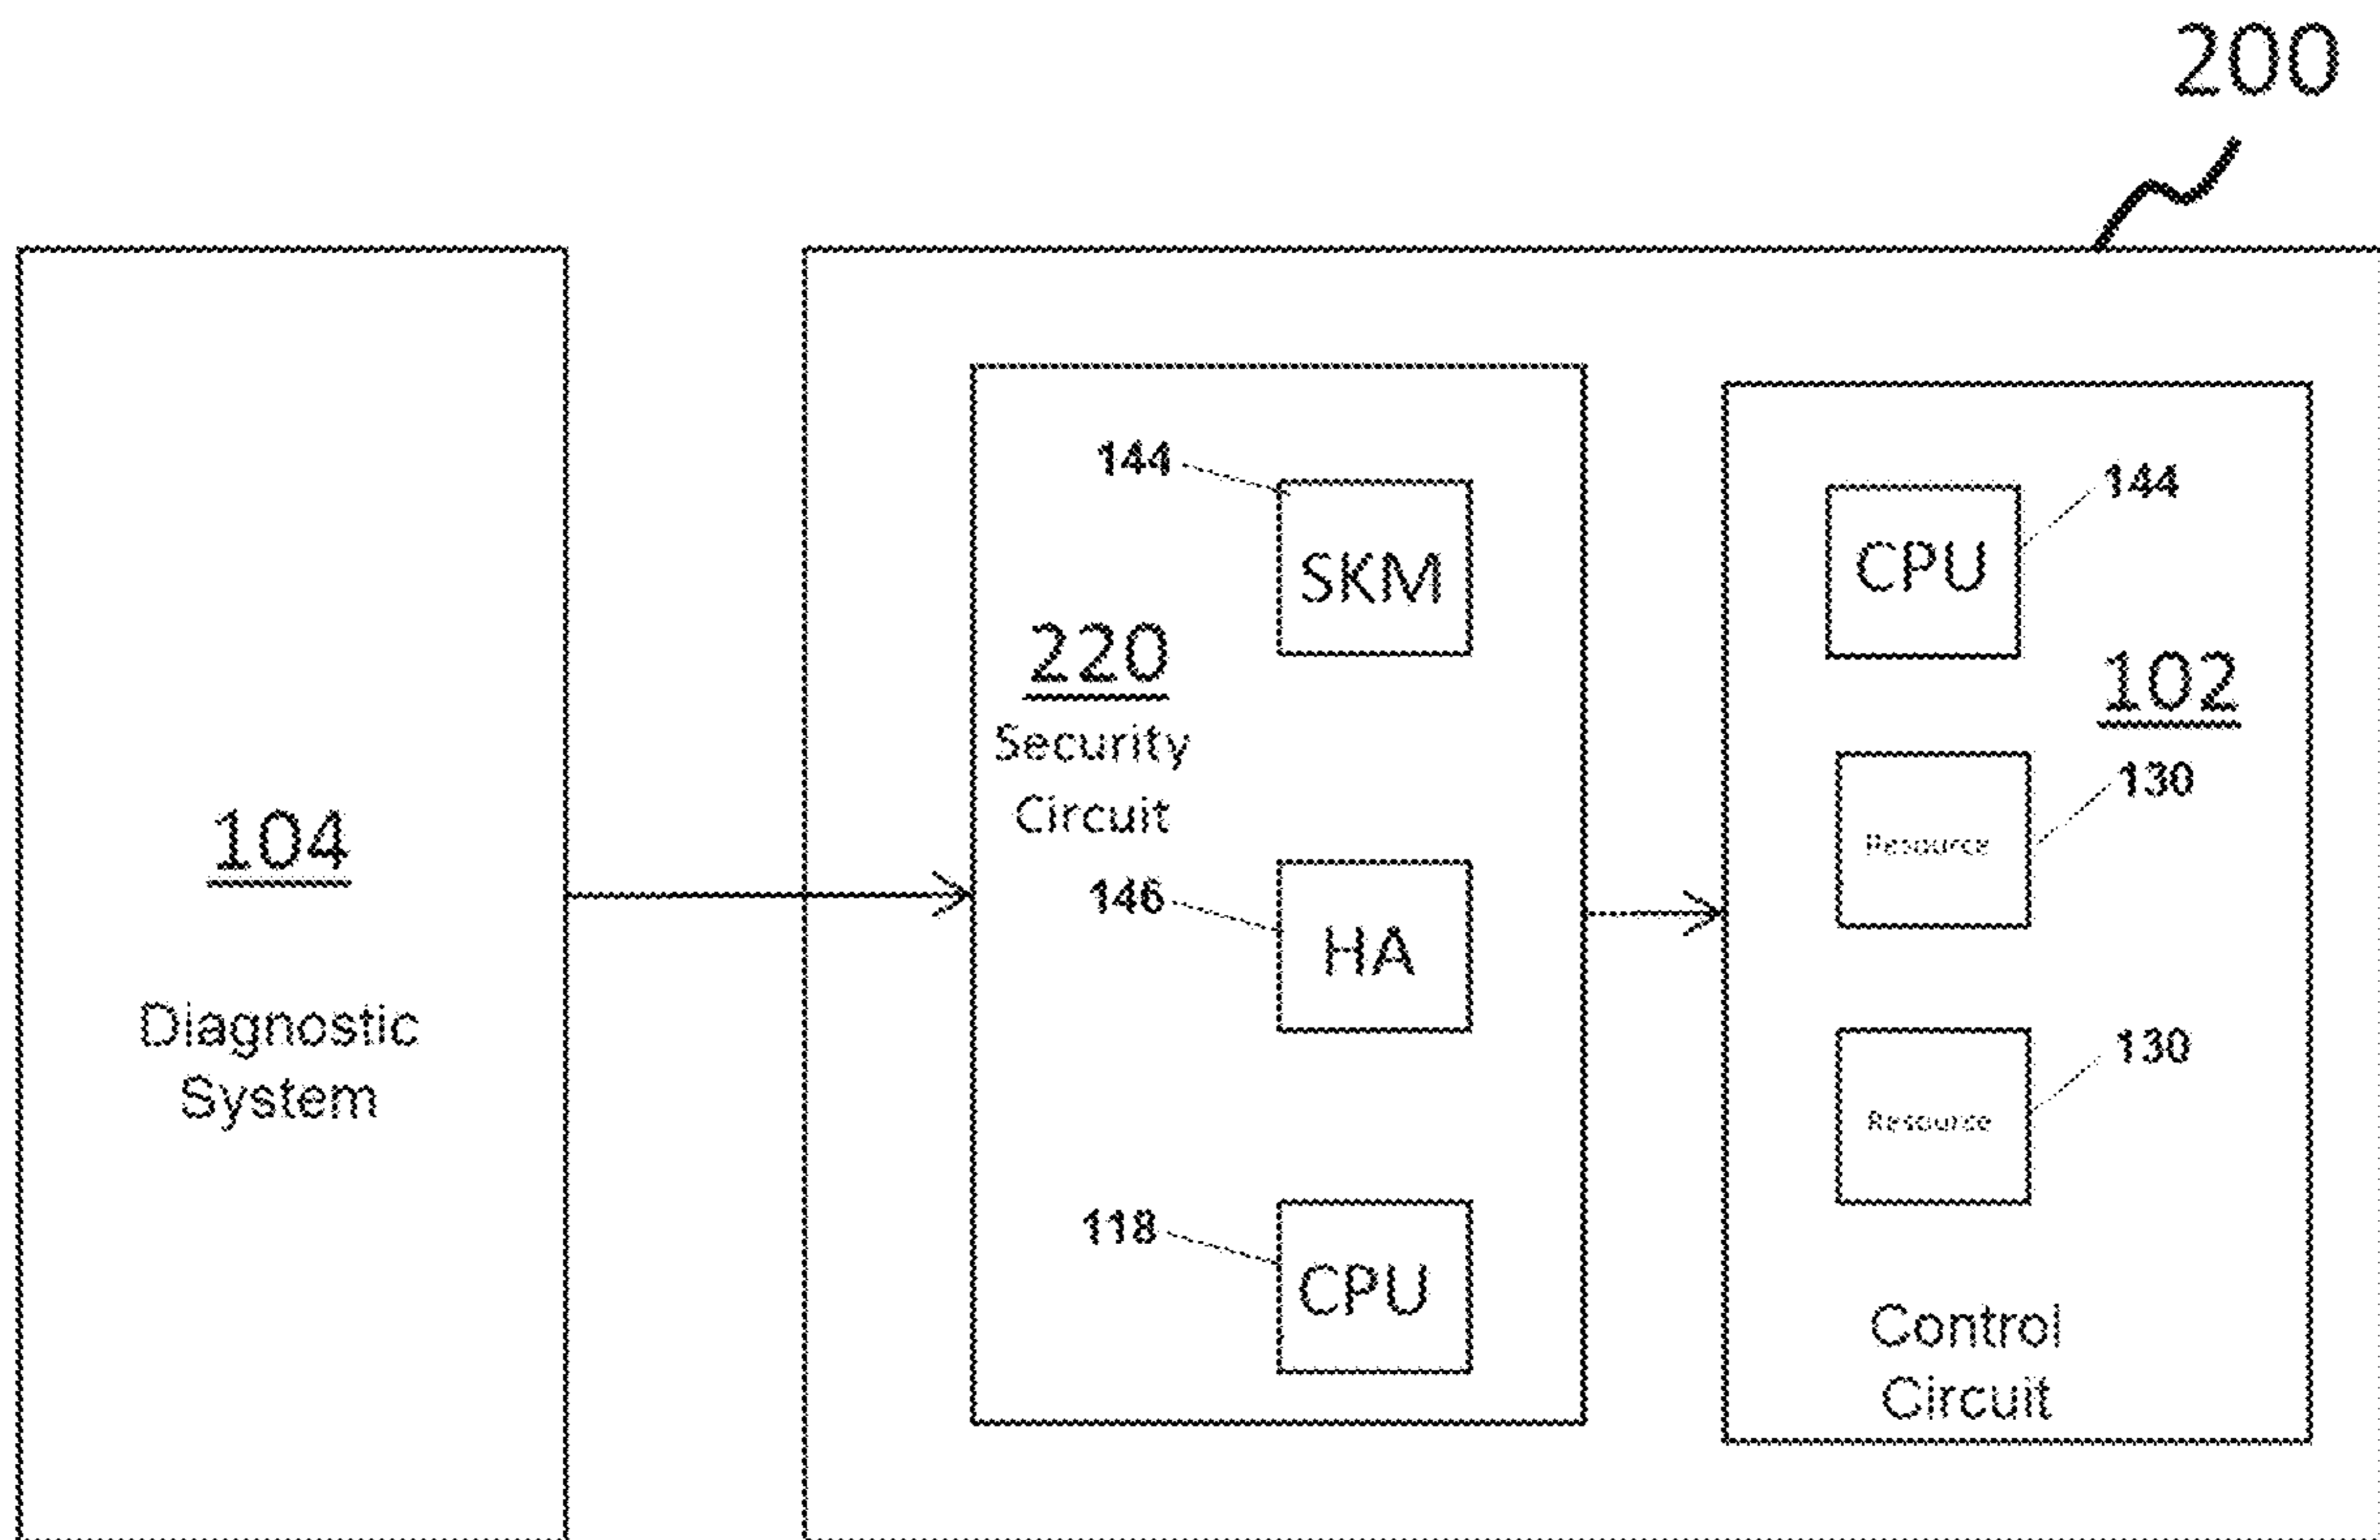 200
104
Diagnostic
System
220
Security
Circuit
144
SKM
146
HA
118
CPU
144
CPU
102
130
Resource
130
Resource
Control
Circuit